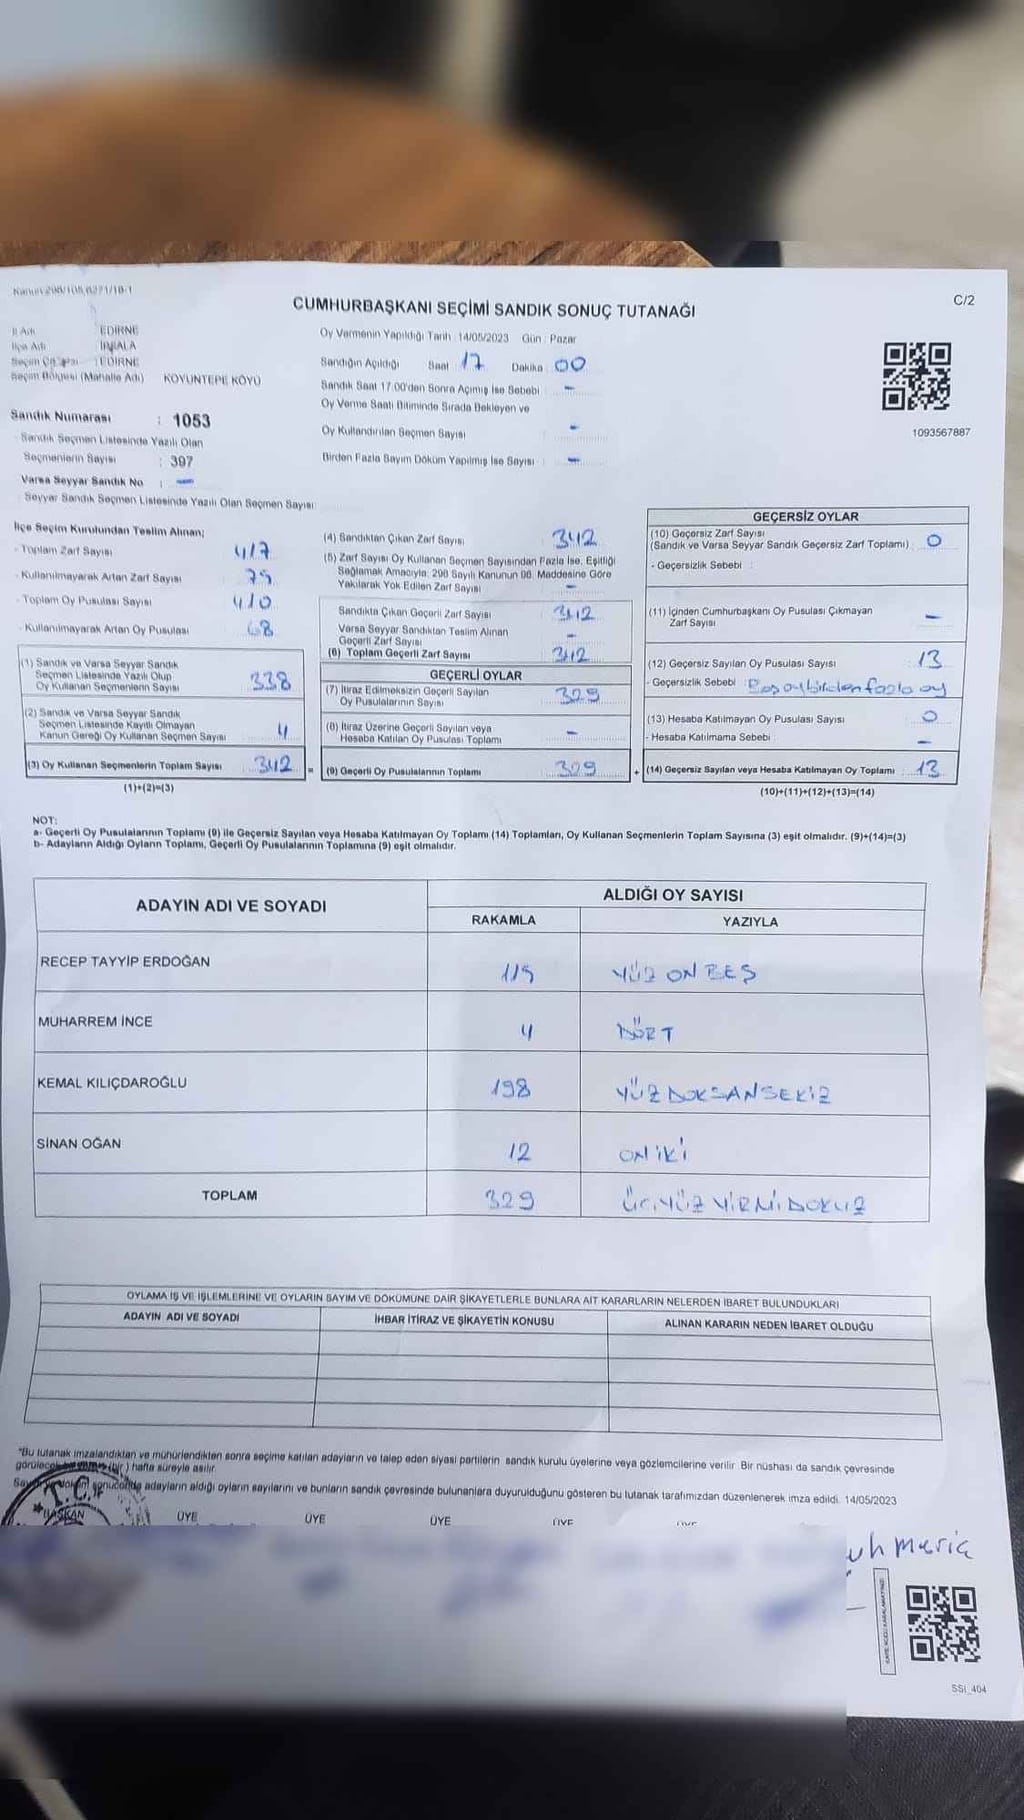 Kanun 298/105,6271/18-1
CUMHURBAŞKANI SEÇİMİ SANDIK SONUÇ TUTANAĞI
C/2
İl Adı : EDİRNE
İlçe Adı : İPSALA
Seçim Çevresi : EDİRNE
Seçim Bölgesi (Mahalle Adı) KOYUNTEPE KÖYÜ
Sandık Numarası : 1053
Sandık Seçmen Listesinde Yazılı Olan
Seçmenlerin Sayısı : 397
Varsa Seyyar Sandık No : -
Seyyar Sandık Seçmen Listesinde Yazılı Olan Seçmen Sayısı:
Oy Vermenin Yapıldığı Tarih : 14/05/2023 Gün : Pazar
Sandığın Açıldığı Saat 17 Dakika : 00
Sandık Saat 17.00'den Sonra Açılmış İse Sebebi : -
Oy Verme Saati Bitiminde Sırada Bekleyen ve
Oy Kullandırılan Seçmen Sayısı : -
Birden Fazla Sayım Döküm Yapılmış İse Sayısı : -
1093567887
İlçe Seçim Kurulundan Teslim Alınan;
- Toplam Zarf Sayısı : 417
- Kullanılmayarak Artan Zarf Sayısı : 75
- Toplam Oy Pusulası Sayısı : 410
- Kullanılmayarak Artan Oy Pusulası : 68
(1) Sandık ve Varsa Seyyar Sandık
Seçmen Listesinde Yazılı Olup
Oy Kullanan Seçmenlerin Sayısı : 338
(2) Sandık ve Varsa Seyyar Sandık
Seçmen Listesinde Kayıtlı Olmayan
Kanun Gereği Oy Kullanan Seçmen Sayısı : 4
(3) Oy Kullanan Seçmenlerin Toplam Sayısı : 342
(1)+(2)=(3)
(4) Sandıktan Çıkan Zarf Sayısı : 342
(5) Zarf Sayısı Oy Kullanan Seçmen Sayısından Fazla İse, Eşitliği
Sağlamak Amacıyla, 298 Sayılı Kanunun 98. Maddesine Göre
Yakılarak Yok Edilen Zarf Sayısı : -
Sandıkta Çıkan Geçerli Zarf Sayısı : 342
Varsa Seyyar Sandıktan Teslim Alınan
Geçerli Zarf Sayısı : -
(6) Toplam Geçerli Zarf Sayısı : 342
GEÇERLİ OYLAR
(7) İtiraz Edilmeksizin Geçerli Sayılan
Oy Pusulalarının Sayısı : 329
(8) İtiraz Üzerine Geçerli Sayılan veya
Hesaba Katılan Oy Pusulası Toplamı : -
= (9) Geçerli Oy Pusulalarının Toplamı : 329 +
GEÇERSİZ OYLAR
(10) Geçersiz Zarf Sayısı
(Sandık ve Varsa Seyyar Sandık Geçersiz Zarf Toplamı) : 0
- Geçersizlik Sebebi :
(11) İçinden Cumhurbaşkanı Oy Pusulası Çıkmayan
Zarf Sayısı : -
(12) Geçersiz Sayılan Oy Pusulası Sayısı : 13
- Geçersizlik Sebebi : Boş oy birden fazla oy
(13) Hesaba Katılmayan Oy Pusulası Sayısı : 0
- Hesaba Katılmama Sebebi : -
(14) Geçersiz Sayılan veya Hesaba Katılmayan Oy Toplamı : 13
(10)+(11)+(12)+(13)=(14)
NOT:
a- Geçerli Oy Pusulalarının Toplamı (9) ile Geçersiz Sayılan veya Hesaba Katılmayan Oy Toplamı (14) Toplamları, Oy Kullanan Seçmenlerin Toplam Sayısına (3) eşit olmalıdır. (9)+(14)=(3)
b- Adayların Aldığı Oyların Toplamı, Geçerli Oy Pusulalarının Toplamına (9) eşit olmalıdır.
ADAYIN ADI VE SOYADI
ALDIĞI OY SAYISI
RAKAMLA YAZIYLA
RECEP TAYYİP ERDOĞAN 115 YÜZ ON BEŞ
MUHARREM İNCE 4 DÖRT
KEMAL KILIÇDAROĞLU 198 YÜZ DOKSAN SEKİZ
SİNAN OĞAN 12 ON İKİ
TOPLAM 329 ÜÇ YÜZ YİRMİ DOKUZ
OYLAMA İŞ VE İŞLEMLERİNE VE OYLARIN SAYIM VE DÖKÜMÜNE DAİR ŞİKAYETLERLE BUNLARA AİT KARARLARIN NELERDEN İBARET BULUNDUKLARI
ADAYIN ADI VE SOYADI İHBAR İTİRAZ VE ŞİKAYETİN KONUSU ALINAN KARARIN NEDEN İBARET OLDUĞU
"Bu tutanak imzalandıktan ve mühürlendikten sonra seçime katılan adayların ve talep eden siyasi partilerin sandık kurulu üyelerine veya gözlemcilerine verilir. Bir nüshası da sandık çevresinde
görülecek (bir) hafta süreyle asılır.
sonucunda adayların aldığı oyların sayılarını ve bunların sandık çevresinde bulunanlara duyurulduğunu gösteren bu tutanak tarafımızdan düzenlenerek imza edildi. 14/05/2023
T.C.
BAŞKAN ÜYE ÜYE ÜYE ÜYE
SSİ_404